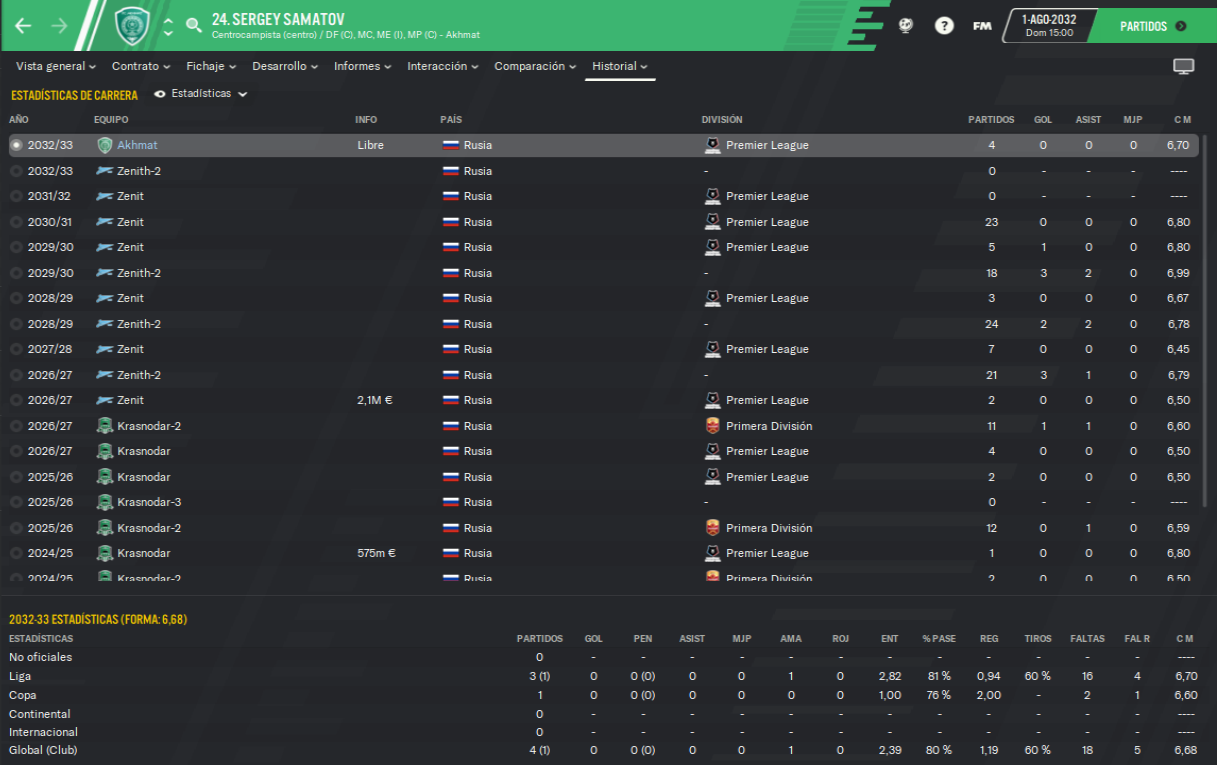 24. SERGEY SAMATOV
Centrocampista (centro) / DF (C), MC, ME (I), MP (C) - Akhmat
? FM 1-AGO-2032 PARTIDOS
Dom 15:00
Vista general Contrato Fichaje Desarrollo Informes Interacción Comparación Historial
ESTADÍSTICAS DE CARRERA Estadísticas
AÑO EQUIPO INFO PAÍS DIVISIÓN PARTIDOS GOL ASIST MJP C M
2032/33 Akhmat Libre Rusia Premier League 4 0 0 0 6,70
2032/33 Zenith-2 Rusia - 0 - - - ----
2031/32 Zenit Rusia Premier League 0 - - - ----
2030/31 Zenit Rusia Premier League 23 0 0 0 6,80
2029/30 Zenit Rusia Premier League 5 1 0 0 6,80
2029/30 Zenith-2 Rusia - 18 3 2 0 6,99
2028/29 Zenit Rusia Premier League 3 0 0 0 6,67
2028/29 Zenith-2 Rusia - 24 2 2 0 6,78
2027/28 Zenit Rusia Premier League 7 0 0 0 6,45
2026/27 Zenith-2 Rusia - 21 3 1 0 6,79
2026/27 Zenit 2,1M € Rusia Premier League 2 0 0 0 6,50
2026/27 Krasnodar-2 Rusia Primera División 11 1 1 0 6,60
2026/27 Krasnodar Rusia Premier League 4 0 0 0 6,50
2025/26 Krasnodar Rusia Premier League 2 0 0 0 6,50
2025/26 Krasnodar-3 Rusia - 0 - - - ----
2025/26 Krasnodar-2 Rusia Primera División 12 0 1 0 6,59
2024/25 Krasnodar 575m € Rusia Premier League 1 0 0 0 6,80
2024/25 Krasnodar-2 Rusia Primera División 2 0 0 0 6,50
2032-33 ESTADÍSTICAS (FORMA: 6,68)
ESTADÍSTICAS PARTIDOS GOL PEN ASIST MJP AMA ROJ ENT % PASE REG TIROS FALTAS FAL R C M
No oficiales 0 - - - - - - - - - - - - ----
Liga 3 (1) 0 0 (0) 0 0 1 0 2,82 81 % 0,94 60 % 16 4 6,70
Copa 1 0 0 (0) 0 0 0 0 1,00 76 % 2,00 - 2 1 6,60
Continental 0 - - - - - - - - - - - - ----
Internacional 0 - - - - - - - - - - - - ----
Global (Club) 4 (1) 0 0 (0) 0 0 1 0 2,39 80 % 1,19 60 % 18 5 6,68